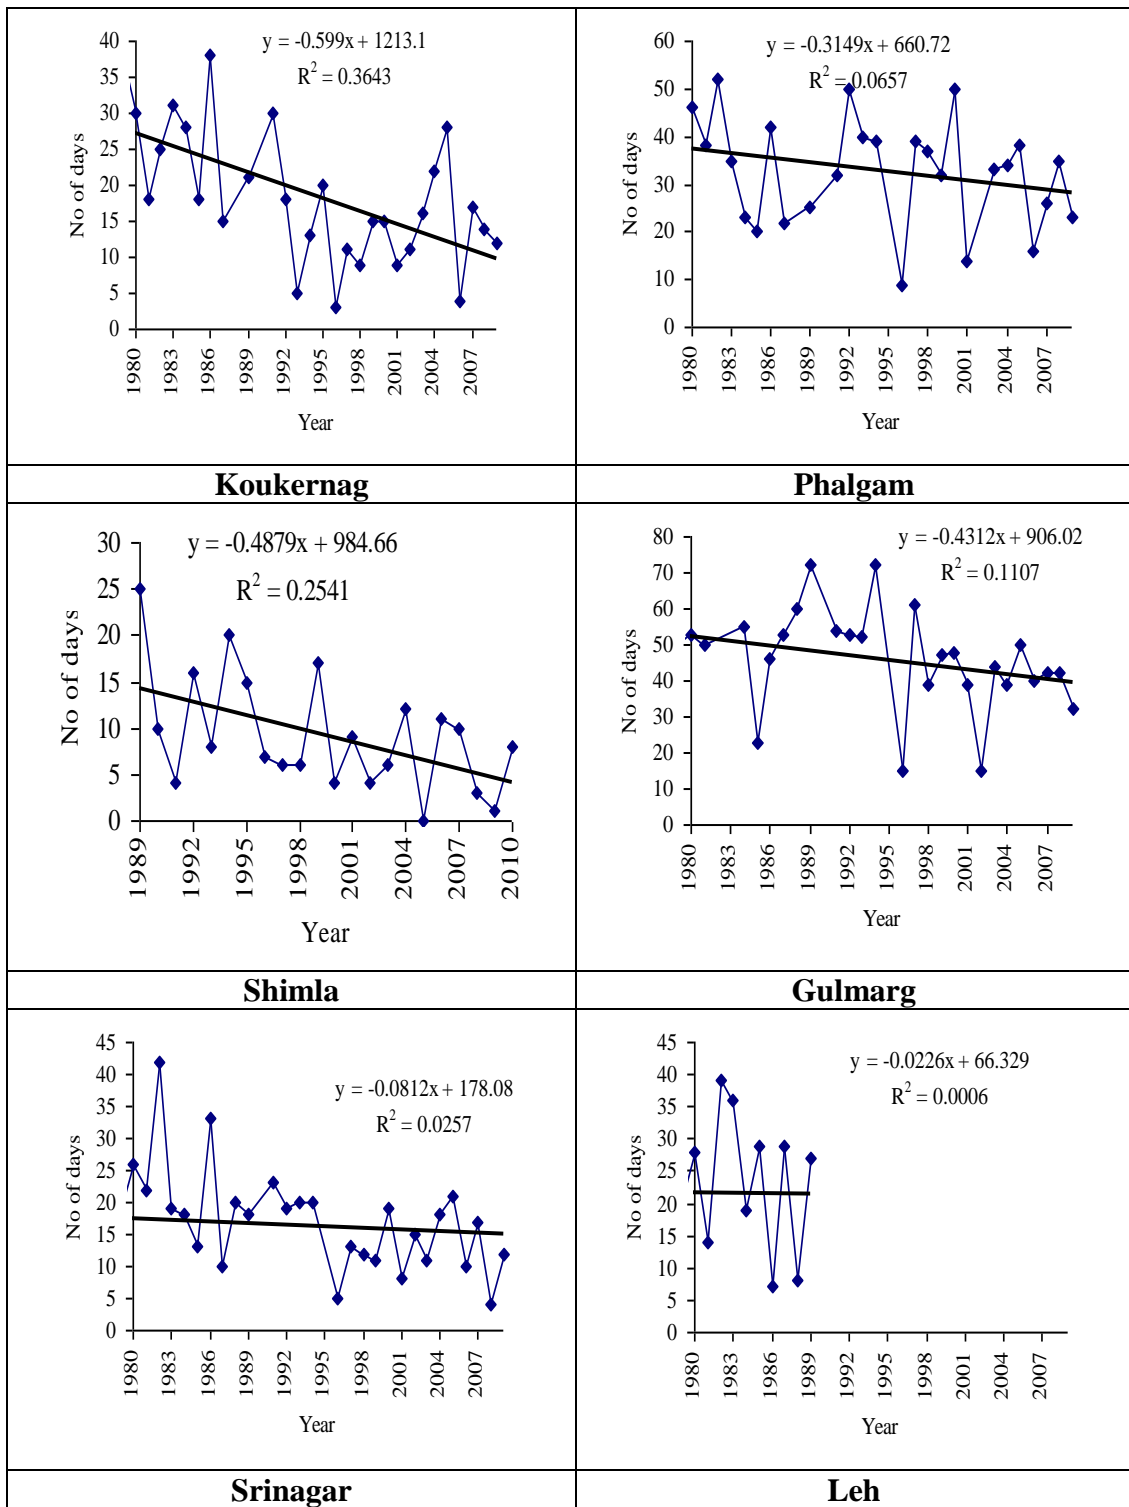 y = -0.599x + 1213.1
R² = 0.3643
No of days
40
35
30
25
20
15
10
5
0
1980 1983 1986 1989 1992 1995 1998 2001 2004 2007
Year
Koukernag
y = -0.3149x + 660.72
R² = 0.0657
No of days
60
50
40
30
20
10
0
1980 1983 1986 1989 1992 1995 1998 2001 2004 2007
Year
Phalgam
y = -0.4879x + 984.66
R² = 0.2541
No of days
30
25
20
15
10
5
0
1989 1992 1995 1998 2001 2004 2007 2010
Year
Shimla
y = -0.4312x + 906.02
R² = 0.1107
No of days
80
70
60
50
40
30
20
10
0
1980 1983 1986 1989 1992 1995 1998 2001 2004 2007
Year
Gulmarg
y = -0.0812x + 178.08
R² = 0.0257
No of days
45
40
35
30
25
20
15
10
5
0
1980 1983 1986 1989 1992 1995 1998 2001 2004 2007
Year
Srinagar
y = -0.0226x + 66.329
R² = 0.0006
No of days
45
40
35
30
25
20
15
10
5
0
1980 1983 1986 1989 1992 1995 1998 2001 2004 2007
Year
Leh